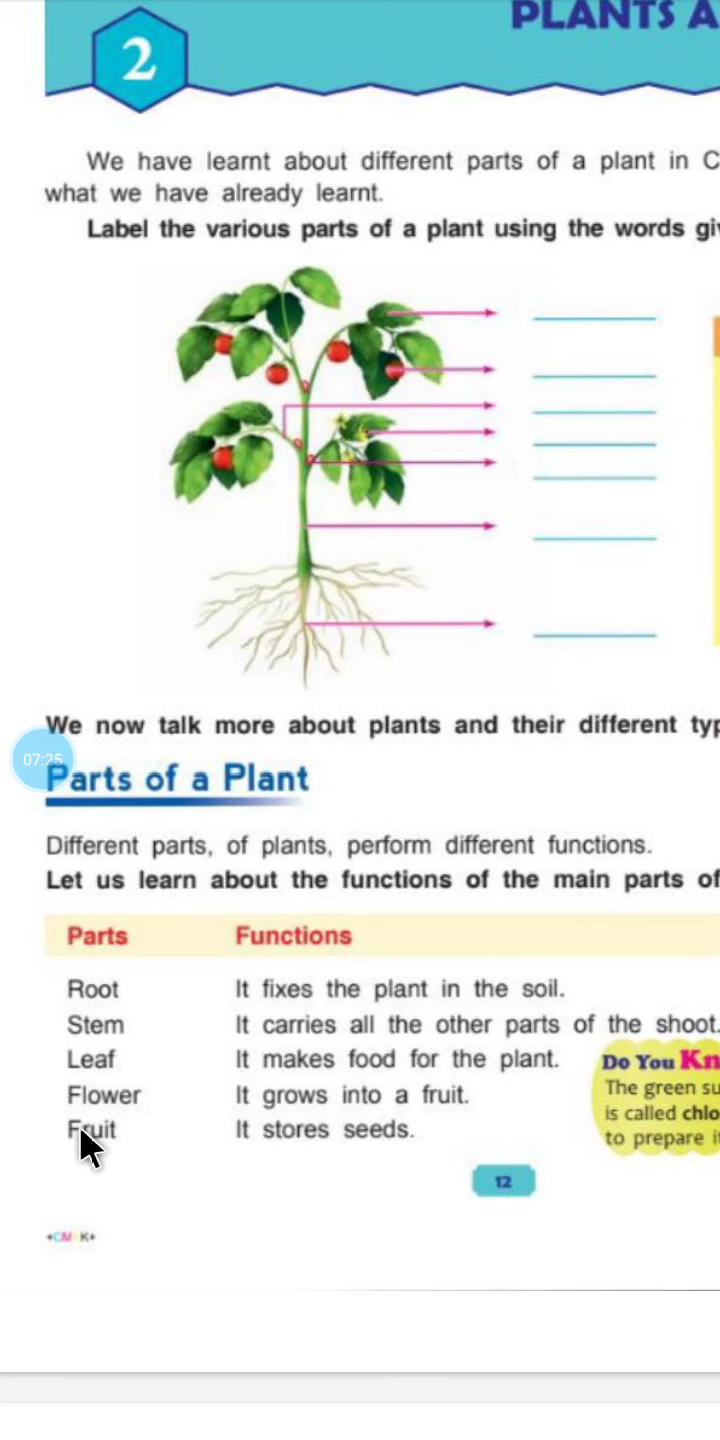 PLANTS A
2
We have learnt about different parts of a plant in C
what we have already learnt.
Label the various parts of a plant using the words giv
We now talk more about plants and their different typ
07:25
Parts of a Plant
Different parts, of plants, perform different functions.
Let us learn about the functions of the main parts of
Parts Functions
Root It fixes the plant in the soil.
Stem It carries all the other parts of the shoot.
Leaf It makes food for the plant.
Flower It grows into a fruit.
Fruit It stores seeds.
Do You Kn
The green su
is called chlo
to prepare it
12
+CMYK+